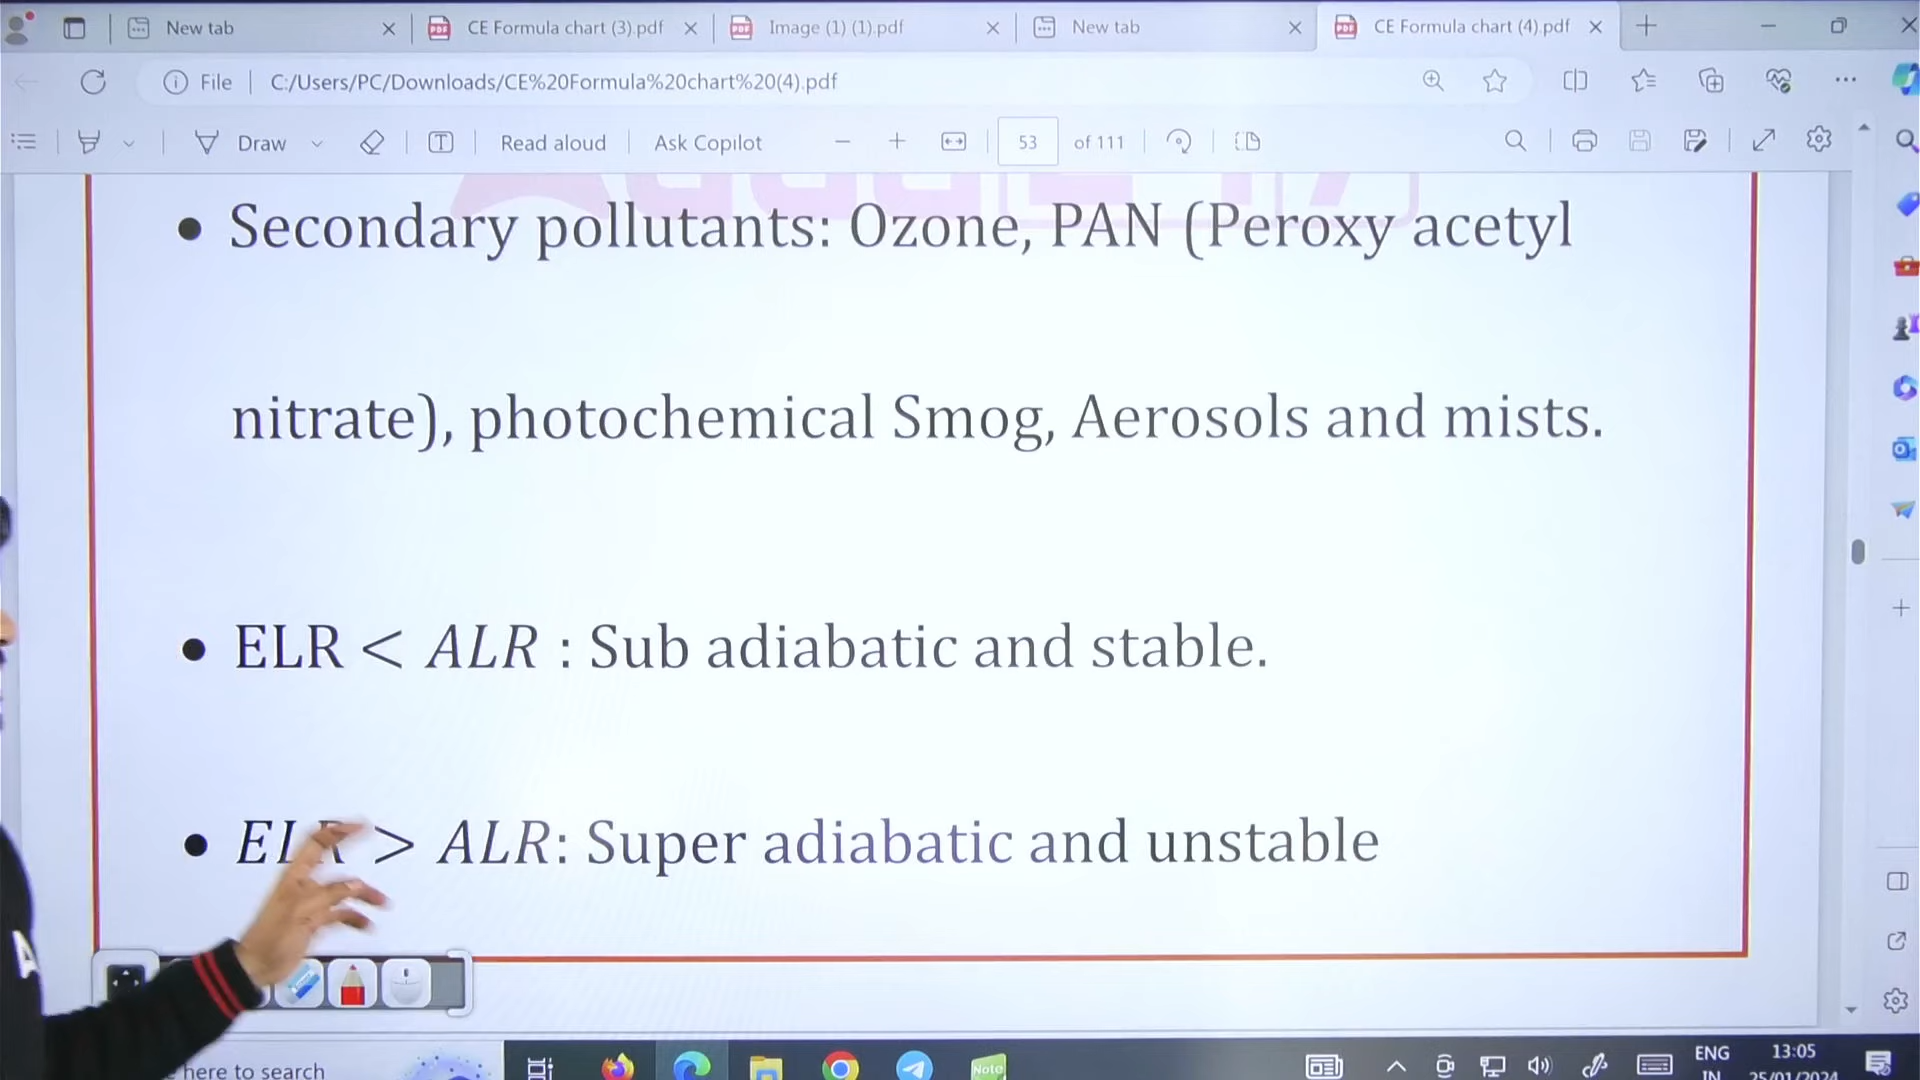 New tab
CE Formula chart (3).pdf
Image (1) (1).pdf
New tab
CE Formula chart (4).pdf
File
C:/Users/PC/Downloads/CE%20Formula%20chart%20(4).pdf
Draw
Read aloud
Ask Copilot
53 of 111
• Secondary pollutants: Ozone, PAN (Peroxy acetyl
nitrate), photochemical Smog, Aerosols and mists.
• ELR < ALR : Sub adiabatic and stable.
• ELR > ALR: Super adiabatic and unstable
here to search
Note
ENG
IN
13:05
25/01/2024